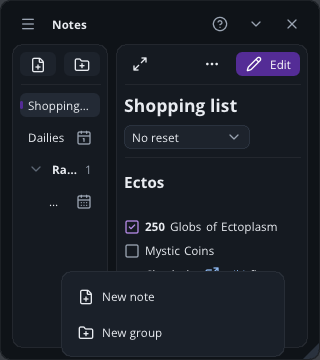 Notes
Edit
Shopping...
Dailies
Ra... 1
...
Shopping list
No reset
Ectos
250 Globs of Ectoplasm
Mystic Coins
New note
New group